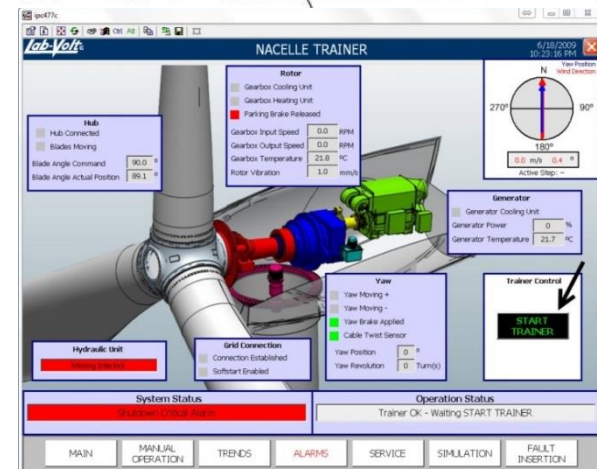 ipc477c
Lab-Volt®
NACELLE TRAINER
6/18/2009
10:23:16 PM
Rotor
Gearbox Cooling Unit
Gearbox Heating Unit
Parking Brake Released
Gearbox Input Speed 0.0 RPM
Gearbox Output Speed 0.0 RPM
Gearbox Temperature 21.8 ºC
Rotor Vibration 1.0 mm/s
Hub
Hub Connected
Blades Moving
Blade Angle Command 90.0 º
Blade Angle Actual Position 89.1 º
Yaw Position
Wind Direction
N
270º
90º
180º
0.0 m/s 0.4 º
Active Step: --
Generator
Generator Cooling Unit
Generator Power 0 %
Generator Temperature 21.7 ºC
Trainer Control
START
TRAINER
Yaw
Yaw Moving +
Yaw Moving -
Yaw Brake Applied
Cable Twist Sensor
Yaw Position 0 º
Yaw Revolution 0 Turn(s)
Grid Connection
Connection Established
Softstart Enabled
Hydraulic Unit
System Status
Shutdown Critical Alarm
Operation Status
Trainer OK - Waiting START TRAINER
MAIN
MANUAL
OPERATION
TRENDS
ALARMS
SERVICE
SIMULATION
FAULT
INSERTION